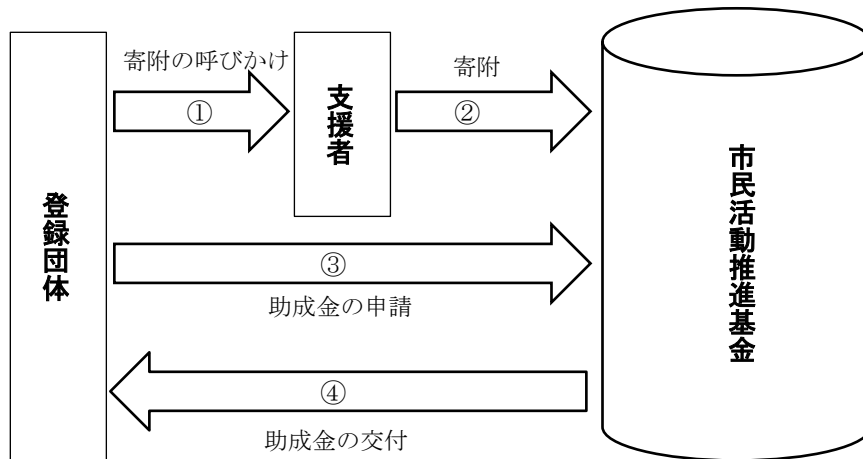 寄附の呼びかけ
①
支援者
寄附
②
登録団体
③
助成金の申請
④
助成金の交付
市民活動推進基金